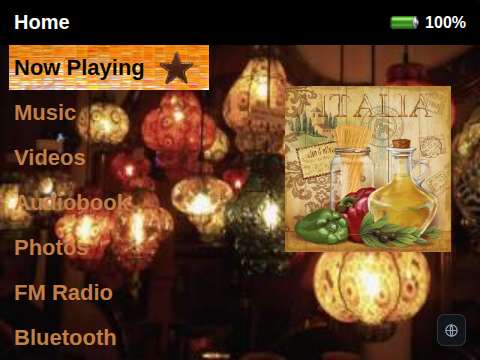 Home
100%
Now Playing
Music
Videos
Audiobook
Photos
FM Radio
Bluetooth
ITALIA